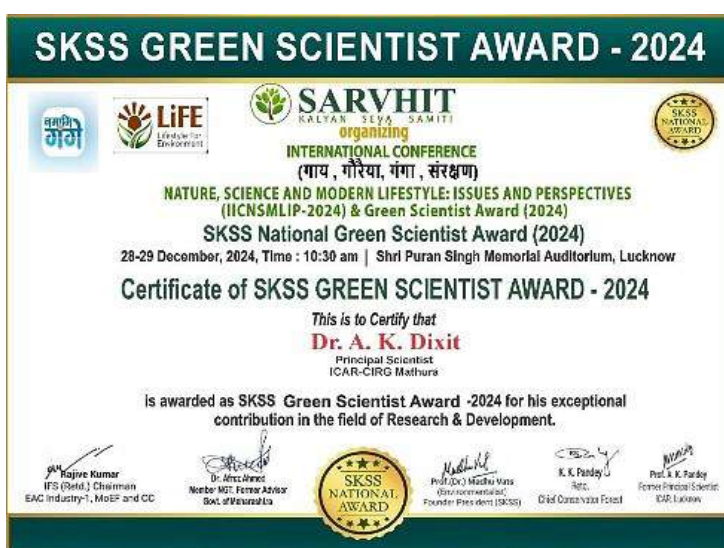 SKSS GREEN SCIENTIST AWARD - 2024
नमामि
गंगे
LiFE
Lifestyle for
Environment
SARVHIT
KALYAN SEVA SAMITI
organizing
SKSS
NATIONAL
AWARD
INTERNATIONAL CONFERENCE
(गाय , गौरैया, गंगा , संरक्षण)
NATURE, SCIENCE AND MODERN LIFESTYLE: ISSUES AND PERSPECTIVES
(IICNSMLIP-2024) & Green Scientist Award (2024)
SKSS National Green Scientist Award (2024)
28-29 December, 2024, Time : 10:30 am | Shri Puran Singh Memorial Auditorium, Lucknow
Certificate of SKSS GREEN SCIENTIST AWARD - 2024
This is to Certify that
Dr. A. K. Dixit
Principal Scientist
ICAR-CIRG Mathura
is awarded as SKSS Green Scientist Award -2024 for his exceptional
contribution in the field of Research & Development.
Rajive Kumar
IFS (Retd.) Chairman
EAC Industry-1, MoEF and CC
Dr. Afroz Ahmed
Member NGT, Former Advisor
Govt. of Maharashtra
SKSS
NATIONAL
AWARD
Prof.(Dr.) Madhu Vats
(Environmentalist)
Founder President (SKSS)
K. K. Pandey
Retd.
Chief Conservator Forest
Prof. A. K. Pandey
Former Principal Scientist
ICAR, Lucknow